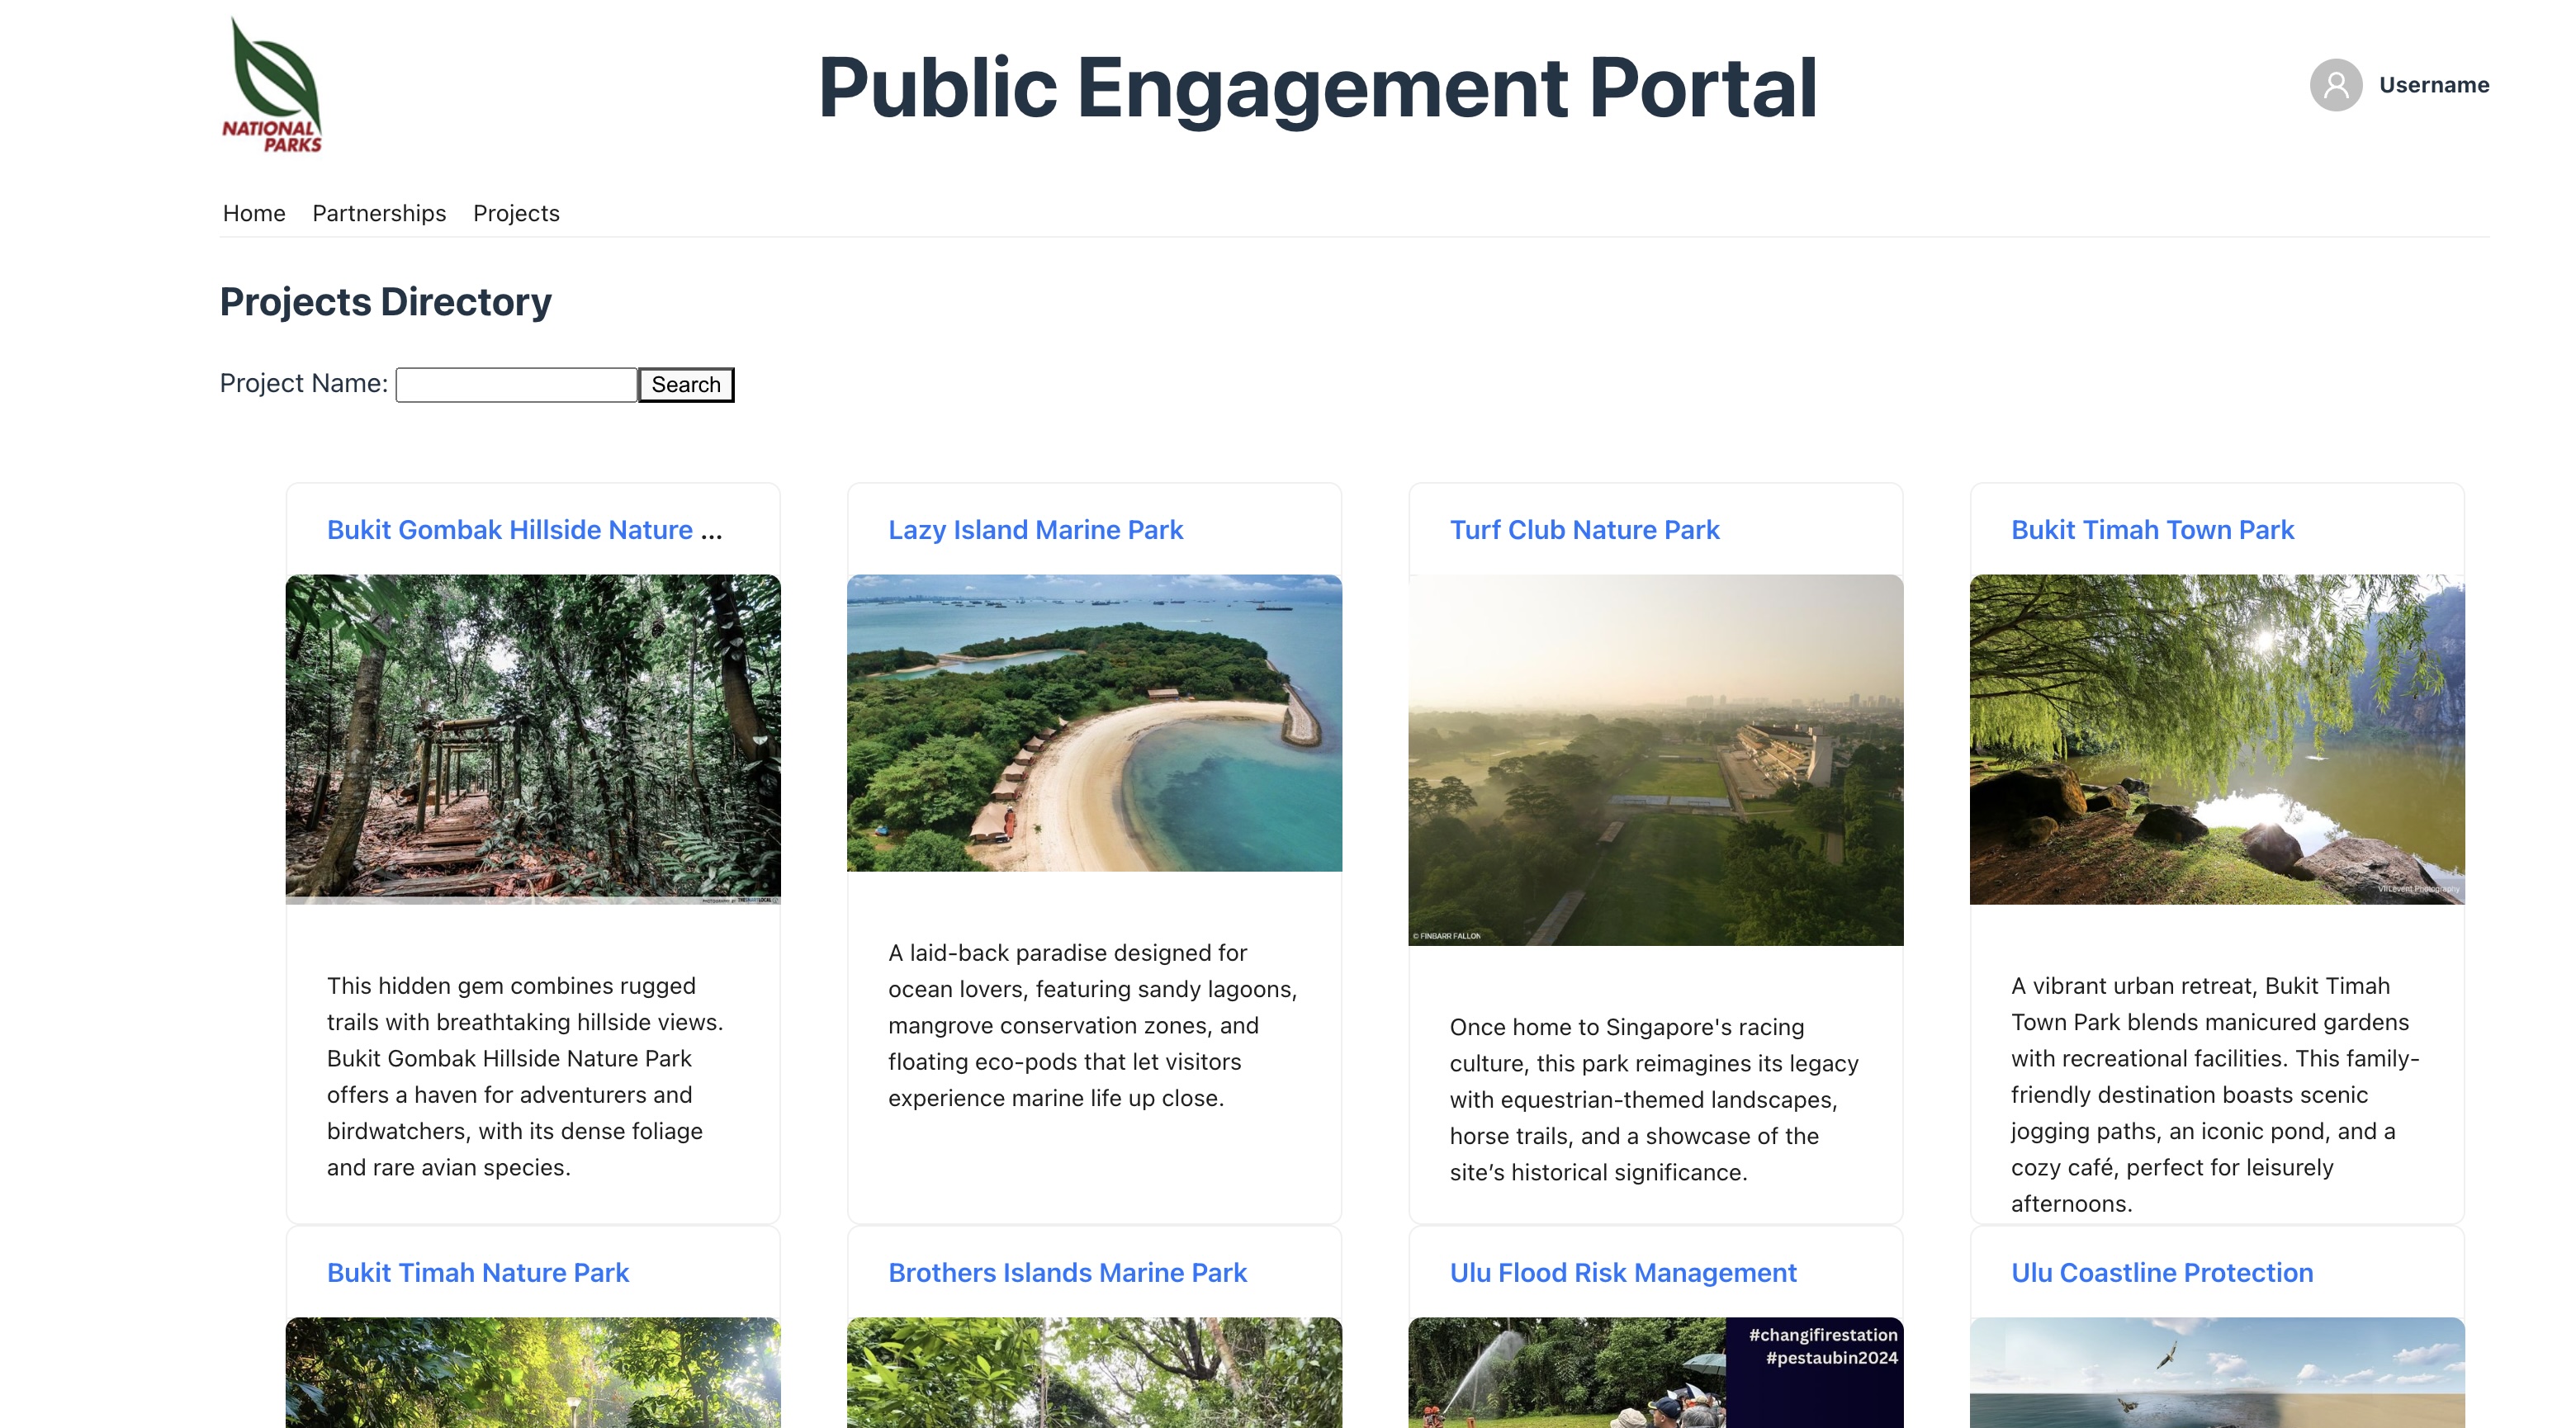 NATIONAL
PARKS
Public Engagement Portal
Username
Home
Partnerships
Projects
Projects Directory
Project Name:
Search
Bukit Gombak Hillside Nature ...
This hidden gem combines rugged
trails with breathtaking hillside views.
Bukit Gombak Hillside Nature Park
offers a haven for adventurers and
birdwatchers, with its dense foliage
and rare avian species.
Lazy Island Marine Park
A laid-back paradise designed for
ocean lovers, featuring sandy lagoons,
mangrove conservation zones, and
floating eco-pods that let visitors
experience marine life up close.
Turf Club Nature Park
© FINBARR FALLON
Once home to Singapore's racing
culture, this park reimagines its legacy
with equestrian-themed landscapes,
horse trails, and a showcase of the
site’s historical significance.
Bukit Timah Town Park
Photography
A vibrant urban retreat, Bukit Timah
Town Park blends manicured gardens
with recreational facilities. This family-
friendly destination boasts scenic
jogging paths, an iconic pond, and a
cozy café, perfect for leisurely
afternoons.
Bukit Timah Nature Park
Brothers Islands Marine Park
Ulu Flood Risk Management
#changifirestation
#pestaubin2024
Ulu Coastline Protection